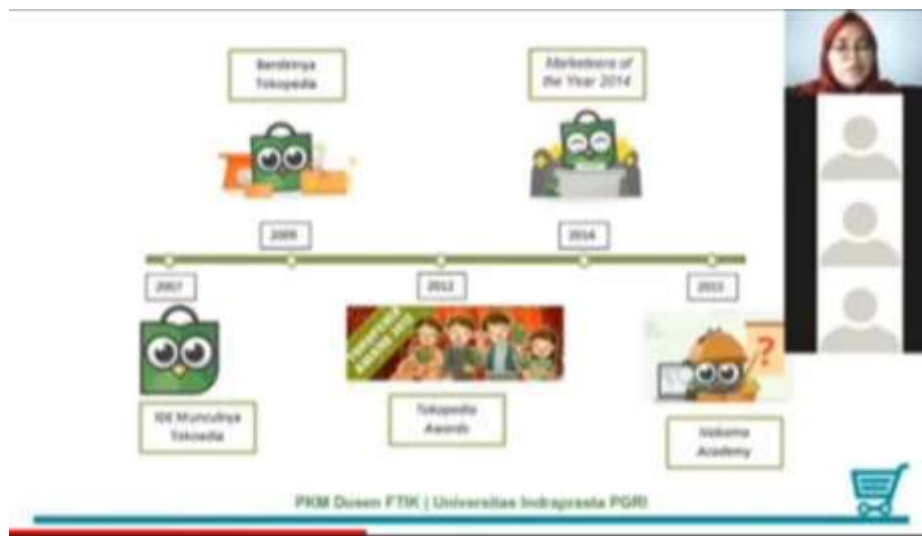 Berdirinya
Tokopedia
Marketeers of
the Year 2014
2009
2014
2007
2012
2015
IDE Munculnya
Tokoedia
Tokopedia
Awards
Nakama
Academy
PKM Dosen FTIK | Universitas Indraprasta PGRI